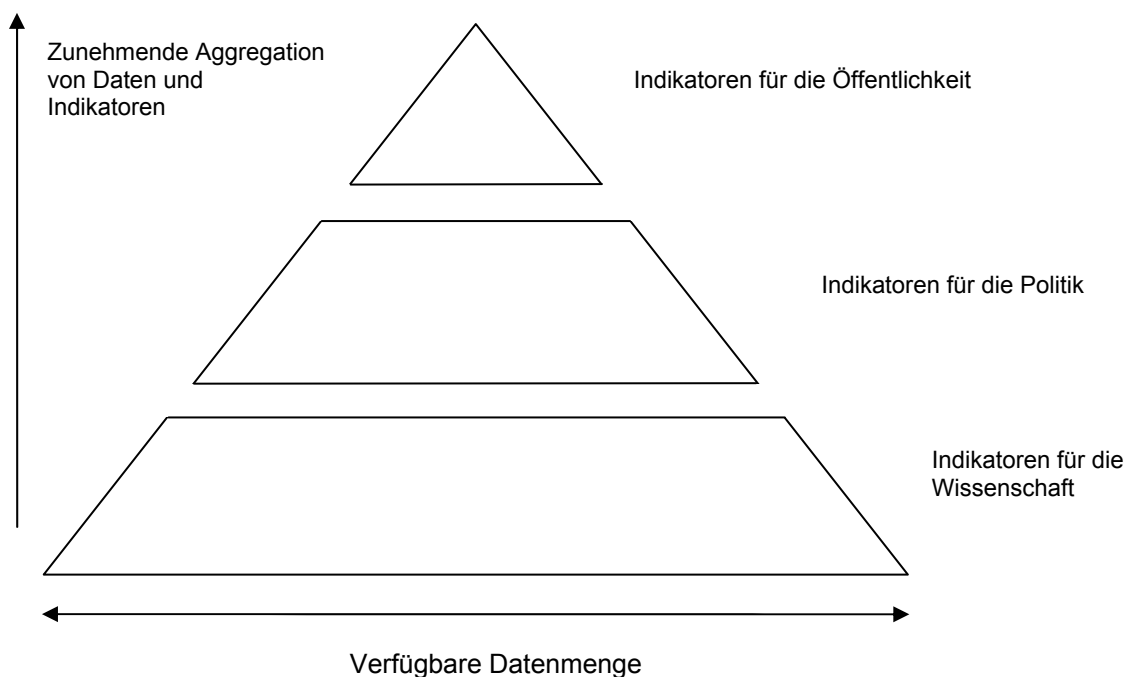 Zunehmende Aggregation
von Daten und
Indikatoren
Indikatoren für die Öffentlichkeit
Indikatoren für die Politik
Indikatoren für die
Wissenschaft
Verfügbare Datenmenge